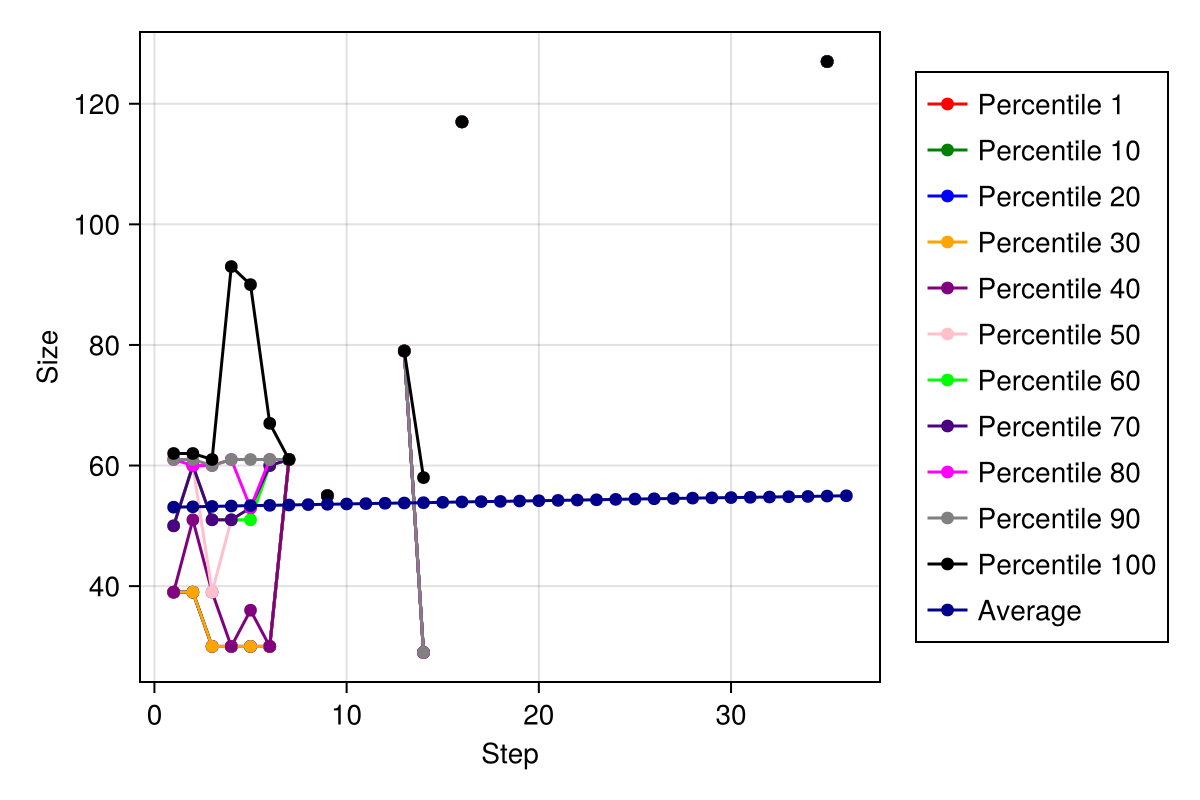 120
100
80
60
40
Size
0 10 20 30
Step
Percentile 1
Percentile 10
Percentile 20
Percentile 30
Percentile 40
Percentile 50
Percentile 60
Percentile 70
Percentile 80
Percentile 90
Percentile 100
Average